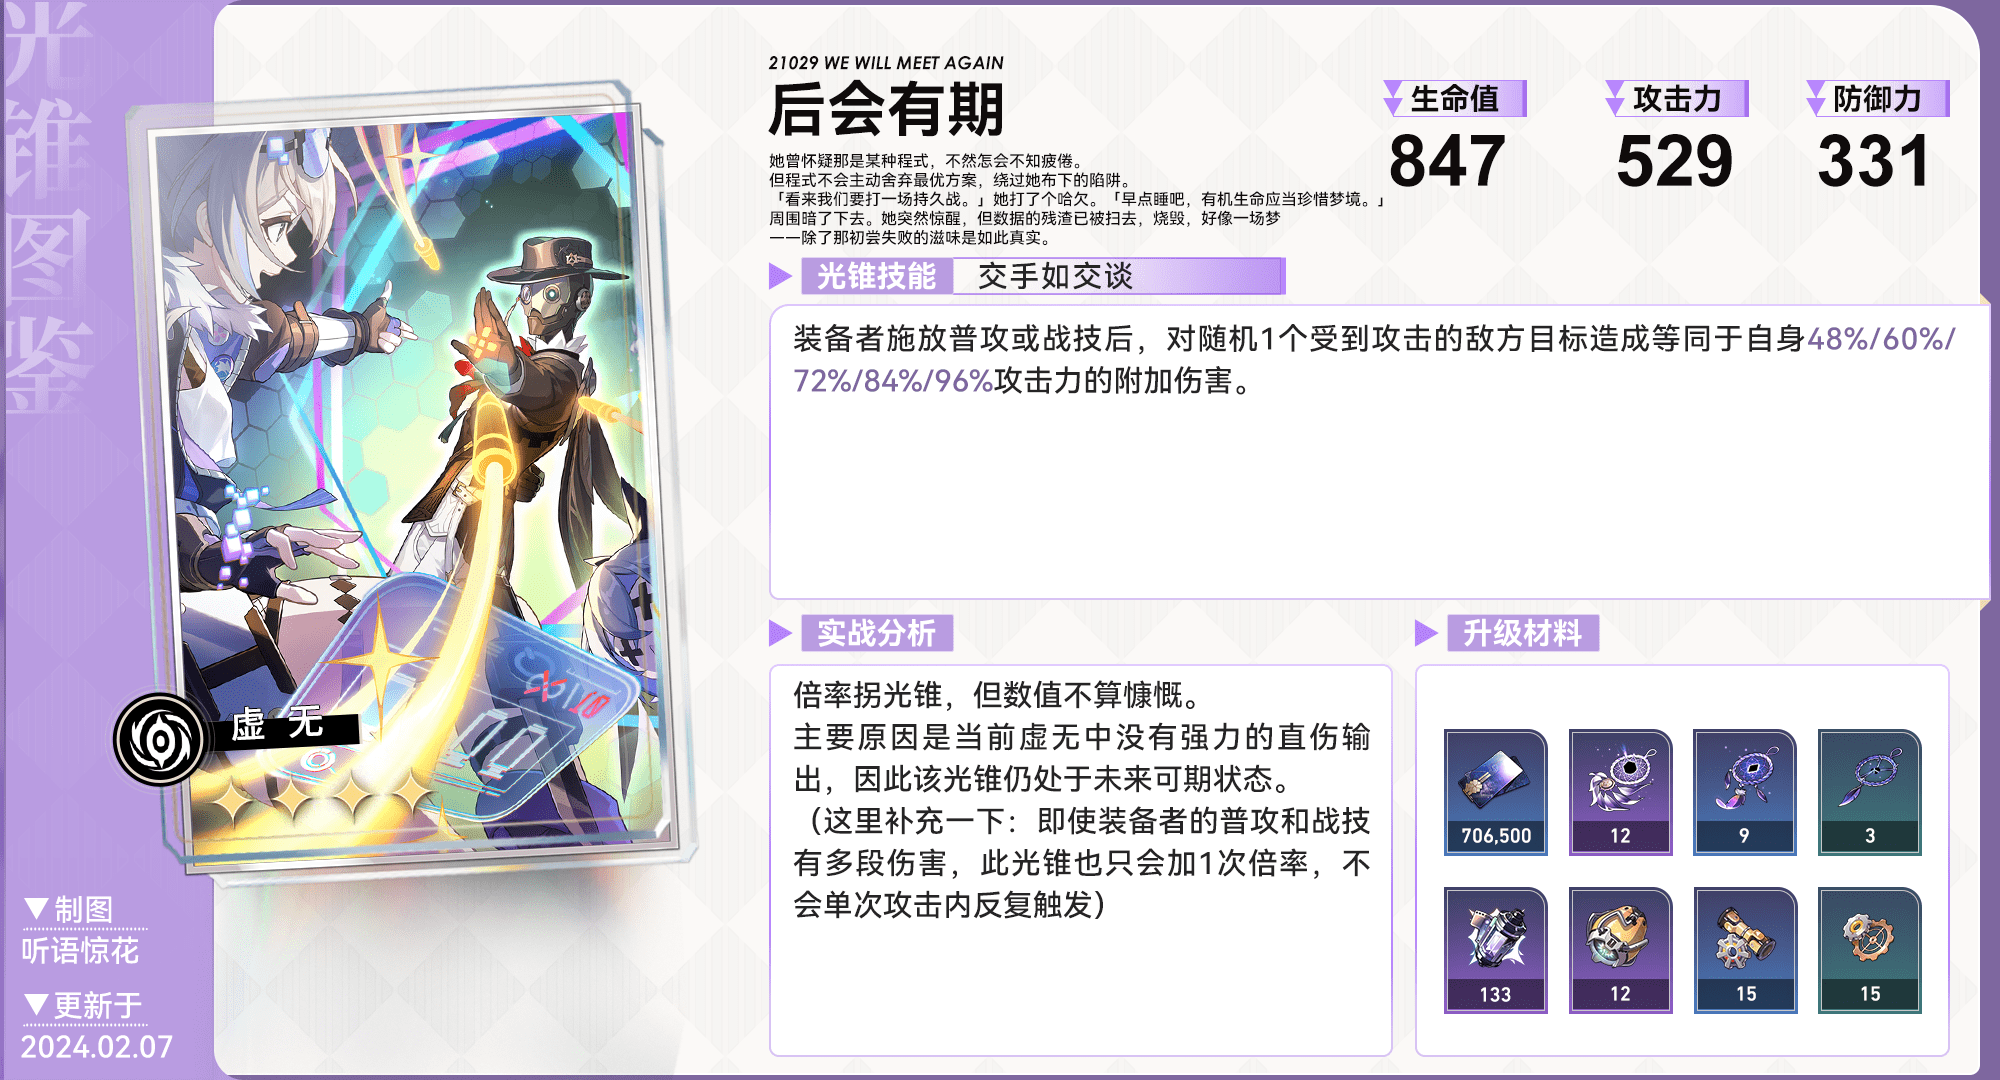 光锥图鉴
21029 WE WILL MEET AGAIN
后会有期
她曾怀疑那是某种程式，不然怎会不知疲倦。
但程式不会主动舍弃最优方案，绕过她布下的陷阱。
「看来我们要打一场持久战。」她打了个哈欠。「早点睡吧，有机生命应当珍惜梦境。」
周围暗了下去。她突然惊醒，但数据的残渣已被扫去，烧毁，好像一场梦
——除了那初尝失败的滋味是如此真实。
生命值
847
攻击力
529
防御力
331
光锥技能 交手如交谈
装备者施放普攻或战技后，对随机1个受到攻击的敌方目标造成等同于自身48%/60%/
72%/84%/96%攻击力的附加伤害。
虚无
实战分析
倍率拐光锥，但数值不算慷慨。
主要原因是当前虚无中没有强力的直伤输
出，因此该光锥仍处于未来可期状态。
（这里补充一下：即使装备者的普攻和战技
有多段伤害，此光锥也只会加1次倍率，不
会单次攻击内反复触发）
升级材料
706,500
12
9
3
133
12
15
15
▼制图
听语惊花
▼更新于
2024.02.07